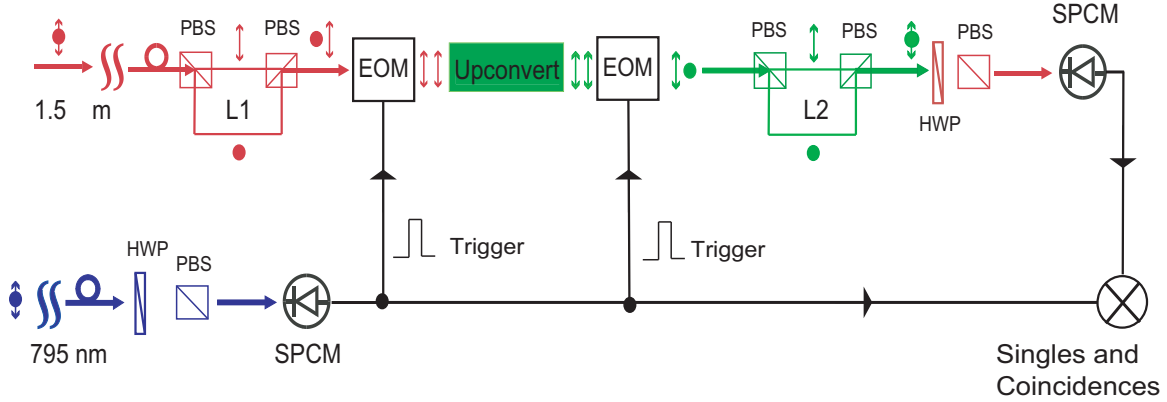 SPCM
PBS PBS PBS PBS PBS
EOM Upconvert EOM
1.5 m L1 L2
HWP
Trigger Trigger
HWP PBS
795 nm SPCM
Singles and
Coincidences